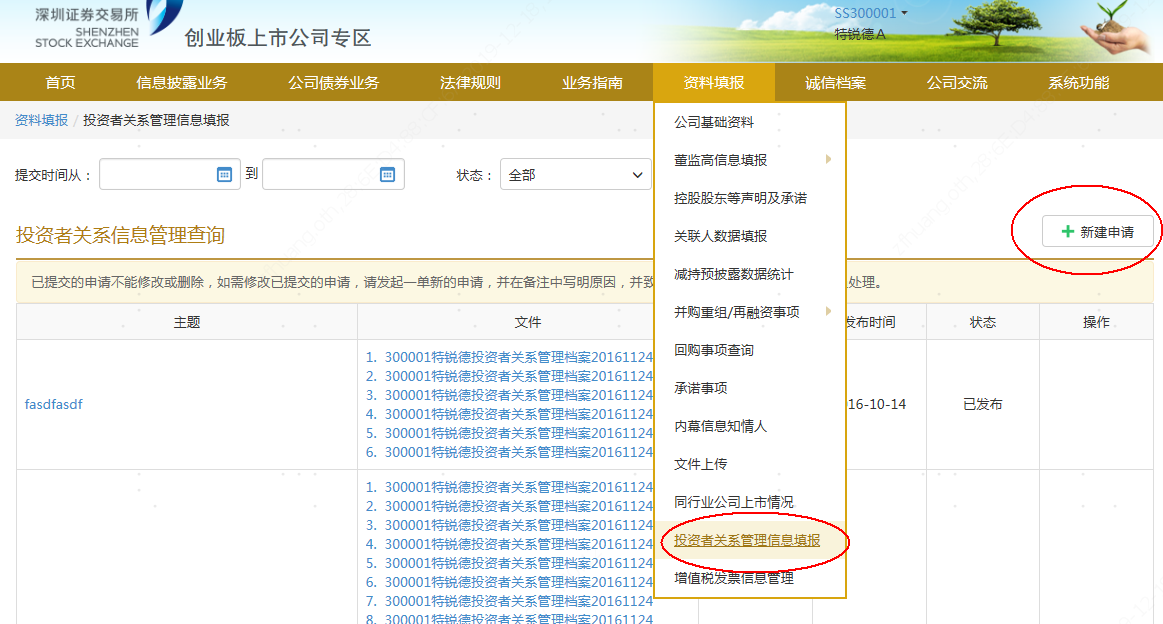 深圳证券交易所
SHENZHEN
STOCK EXCHANGE
创业板上市公司专区
SS300001
特锐德A
首页 信息披露业务 公司债券业务 法律规则 业务指南 资料填报 诚信档案 公司交流 系统功能
资料填报 / 投资者关系管理信息填报
提交时间从： 到 状态： 全部
投资者关系信息管理查询
新建申请
已提交的申请不能修改或删除，如需修改已提交的申请，请发起一单新的申请，并在备注中写明原因，并致
处理。
主题 文件 发布时间 状态 操作
fasdfasdf
1. 300001特锐德投资者关系管理档案20161124
2. 300001特锐德投资者关系管理档案20161124
3. 300001特锐德投资者关系管理档案20161124
4. 300001特锐德投资者关系管理档案20161124
5. 300001特锐德投资者关系管理档案20161124
6. 300001特锐德投资者关系管理档案20161124
16-10-14 已发布
1. 300001特锐德投资者关系管理档案20161124
2. 300001特锐德投资者关系管理档案20161124
3. 300001特锐德投资者关系管理档案20161124
4. 300001特锐德投资者关系管理档案20161124
5. 300001特锐德投资者关系管理档案20161124
6. 300001特锐德投资者关系管理档案20161124
7. 300001特锐德投资者关系管理档案20161124
8. 300001特锐德投资者关系管理档案20161124
公司基础资料
董监高信息填报
控股股东等声明及承诺
关联人数据填报
减持预披露数据统计
并购重组/再融资事项
回购事项查询
承诺事项
内幕信息知情人
文件上传
同行业公司上市情况
投资者关系管理信息填报
增值税发票信息管理